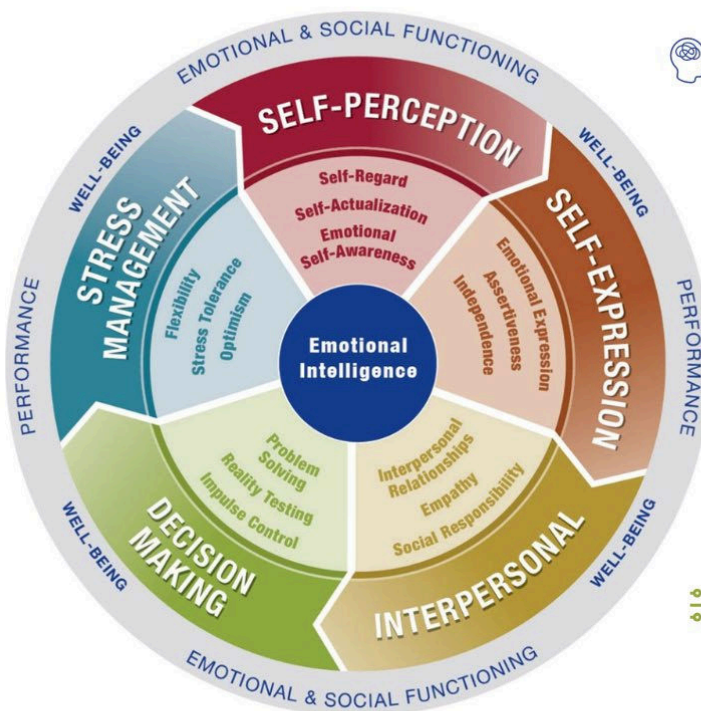 EMOTIONAL & SOCIAL FUNCTIONING
WELL-BEING
WELL-BEING
PERFORMANCE
PERFORMANCE
SELF-PERCEPTION
Self-Regard
Self-Actualization
Emotional
Self-Awareness
SELF-EXPRESSION
Emotional Expression
Assertiveness
Independence
STRESS
MANAGEMENT
Flexibility
Stress Tolerance
Optimism
Emotional
Intelligence
DECISION
MAKING
Problem
Solving
Reality Testing
Impulse Control
INTERPERSONAL
Interpersonal
Relationships
Empathy
Social Responsibility
WELL-BEING
WELL-BEING
EMOTIONAL & SOCIAL FUNCTIONING